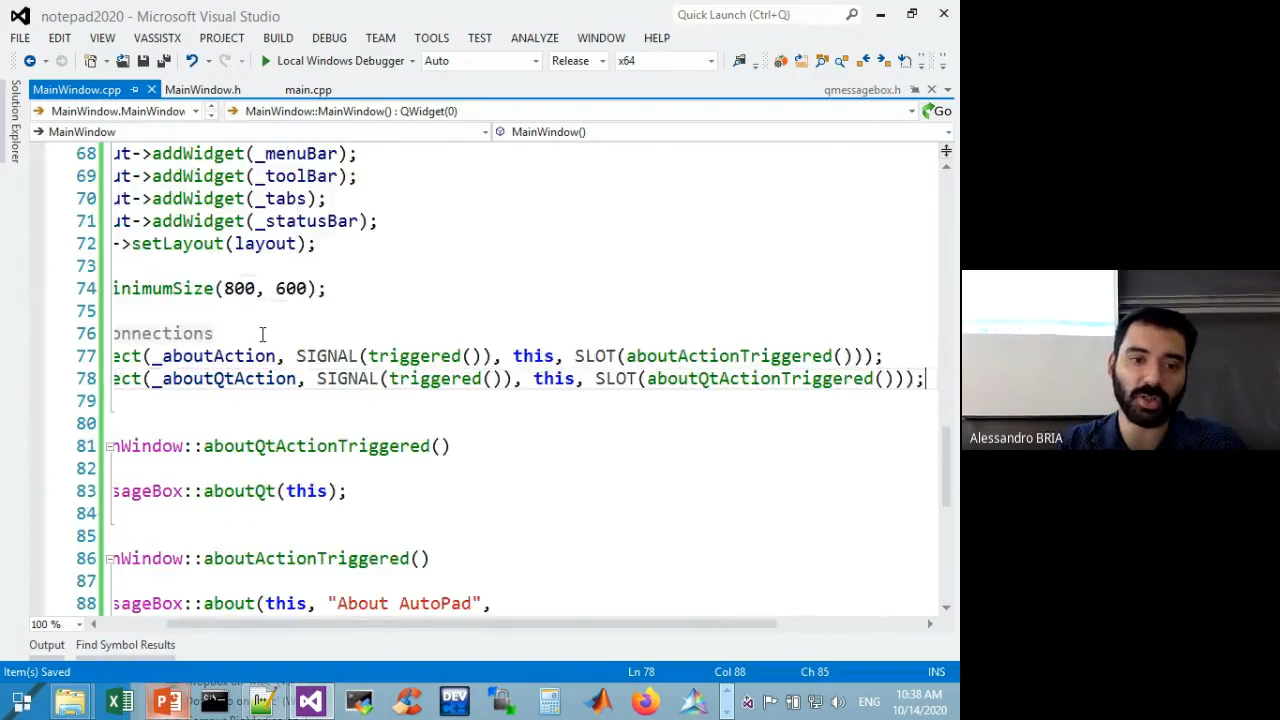 notepad2020 - Microsoft Visual Studio
Quick Launch (Ctrl+Q)
FILE EDIT VIEW VASSISTX PROJECT BUILD DEBUG TEAM TOOLS TEST ANALYZE WINDOW HELP
Local Windows Debugger Auto Release x64
MainWindow.cpp MainWindow.h main.cpp qmessagebox.h
MainWindow.MainWindow MainWindow::MainWindow() : QWidget(0) Go
MainWindow MainWindow()
Solution Explorer
68 ut->addWidget(_menuBar);
69 ut->addWidget(_toolBar);
70 ut->addWidget(_tabs);
71 ut->addWidget(_statusBar);
72 ->setLayout(layout);
73
74 inimumSize(800, 600);
75
76 onnections
77 ect(_aboutAction, SIGNAL(triggered()), this, SLOT(aboutActionTriggered()));
78 ect(_aboutQtAction, SIGNAL(triggered()), this, SLOT(aboutQtActionTriggered()));
79
80
81 nWindow::aboutQtActionTriggered()
82
83 sageBox::aboutQt(this);
84
85
86 nWindow::aboutActionTriggered()
87
88 sageBox::about(this, "About AutoPad",
100 %
Output Find Symbol Results
Item(s) Saved Ln 78 Col 88 Ch 85 INS
DEV
ENG
10:38 AM
10/14/2020
Alessandro BRIA